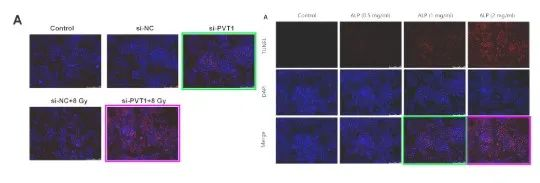 A
Control
si-NC
si-PVT1
si-NC+8 Gy
si-PVT1+8 Gy
A
Control
ALP (0.5 mg/ml)
ALP (1 mg/ml)
ALP (2 mg/ml)
TUNEL
DAPI
Merge